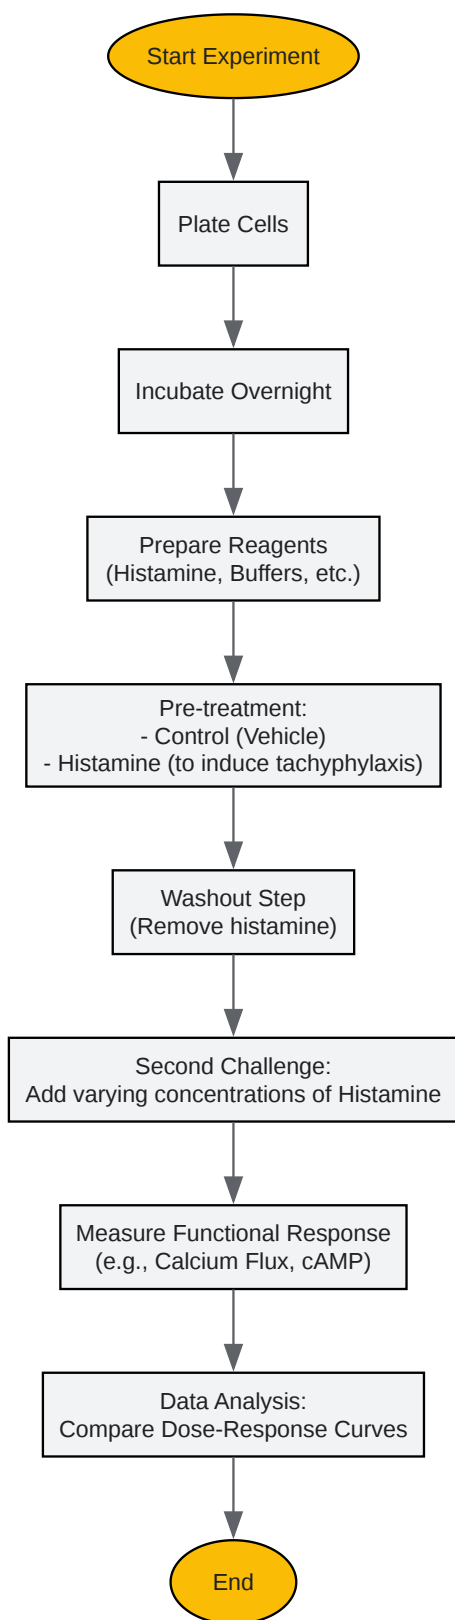 Start Experiment
Plate Cells
Incubate Overnight
Prepare Reagents
(Histamine, Buffers, etc.)
Pre-treatment:
- Control (Vehicle)
- Histamine (to induce tachyphylaxis)
Washout Step
(Remove histamine)
Second Challenge:
Add varying concentrations of Histamine
Measure Functional Response
(e.g., Calcium Flux, cAMP)
Data Analysis:
Compare Dose-Response Curves
End